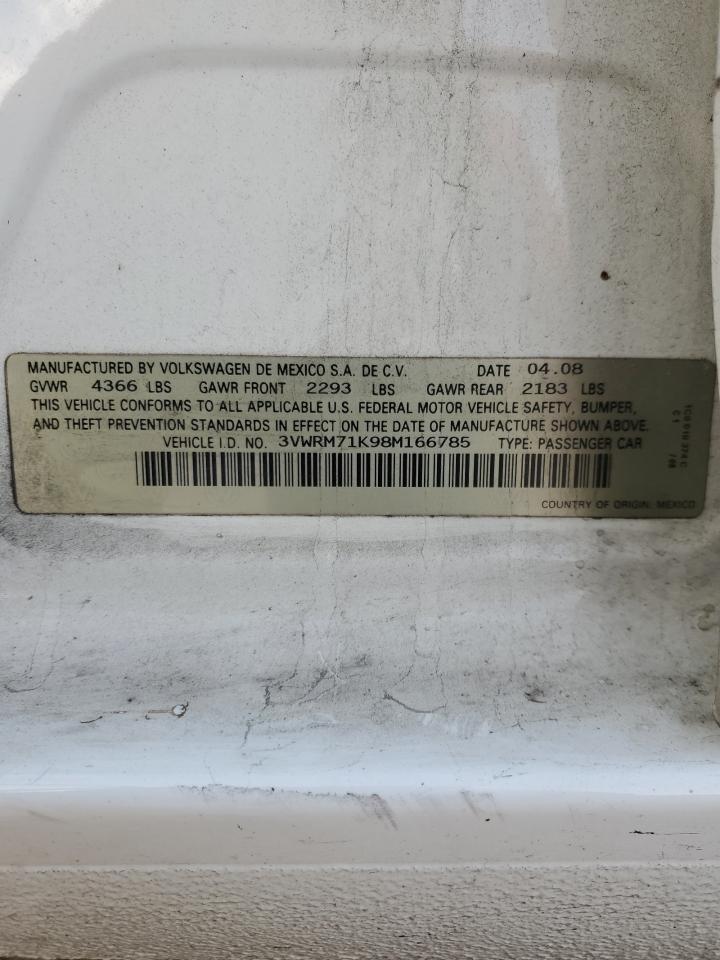 MANUFACTURED BY VOLKSWAGEN DE MEXICO S.A. DE C.V. DATE 04.08
GVWR 4366 LBS GAWR FRONT 2293 LBS GAWR REAR 2183 LBS
THIS VEHICLE CONFORMS TO ALL APPLICABLE U.S. FEDERAL MOTOR VEHICLE SAFETY, BUMPER,
AND THEFT PREVENTION STANDARDS IN EFFECT ON THE DATE OF MANUFACTURE SHOWN ABOVE.
VEHICLE I.D. NO. 3VWRM71K98M166785 TYPE: PASSENGER CAR
COUNTRY OF ORIGIN: MEXICO